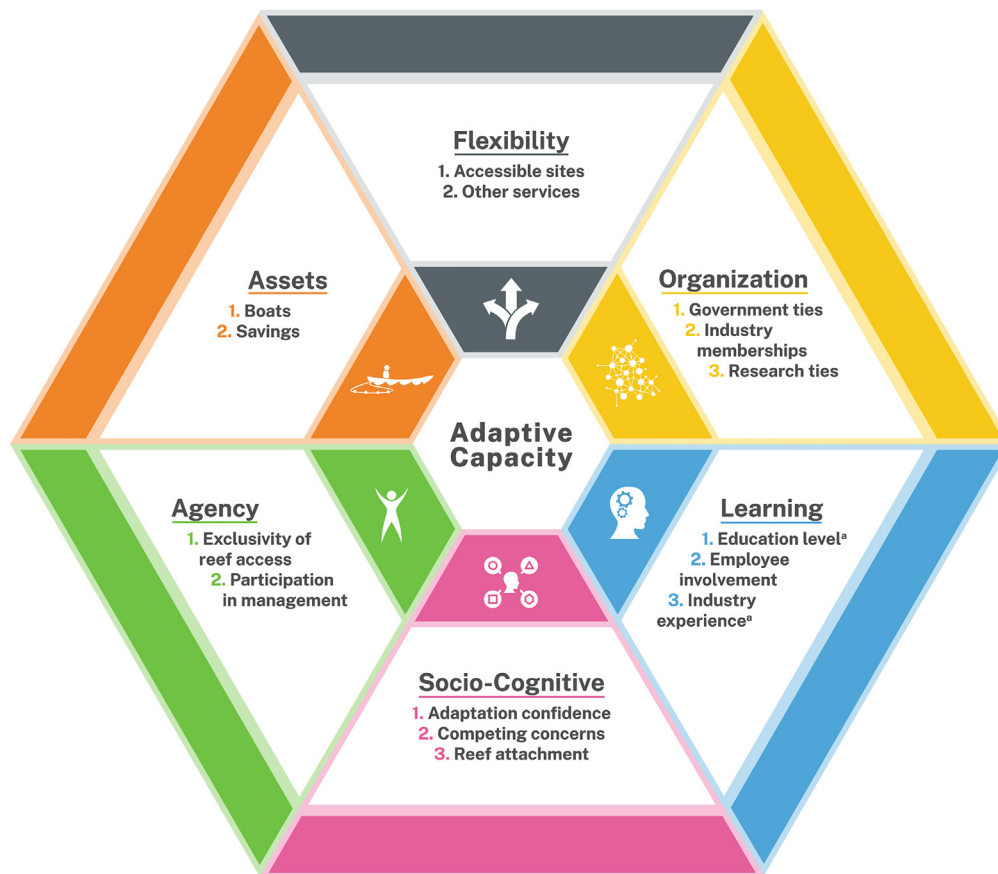 Flexibility
1. Accessible sites
2. Other services
Assets
1. Boats
2. Savings
Organization
1. Government ties
2. Industry
memberships
3. Research ties
Adaptive
Capacity
Agency
1. Exclusivity of
reef access
2. Participation
in management
Learning
1. Education levelᵃ
2. Employee
involvement
3. Industry
experienceᵃ
Socio-Cognitive
1. Adaptation confidence
2. Competing concerns
3. Reef attachment